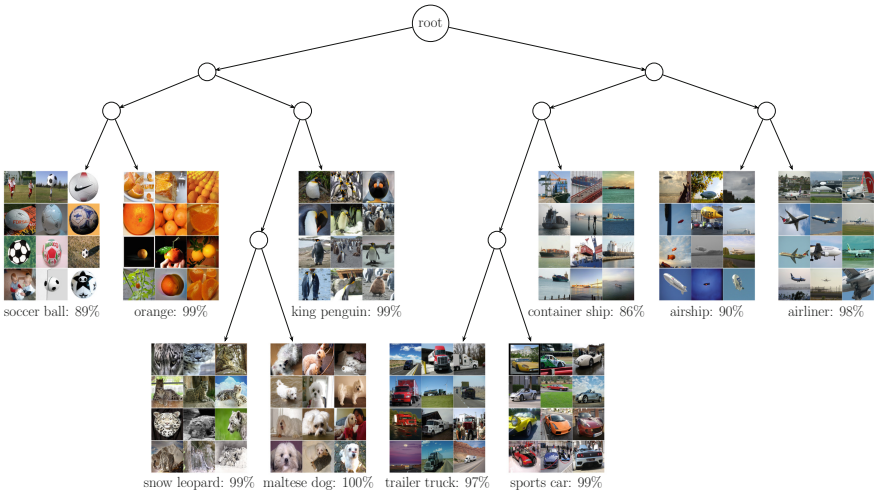 root
soccer ball: 89%
orange: 99%
king penguin: 99%
container ship: 86%
airship: 90%
airliner: 98%
snow leopard: 99%
maltese dog: 100%
trailer truck: 97%
sports car: 99%